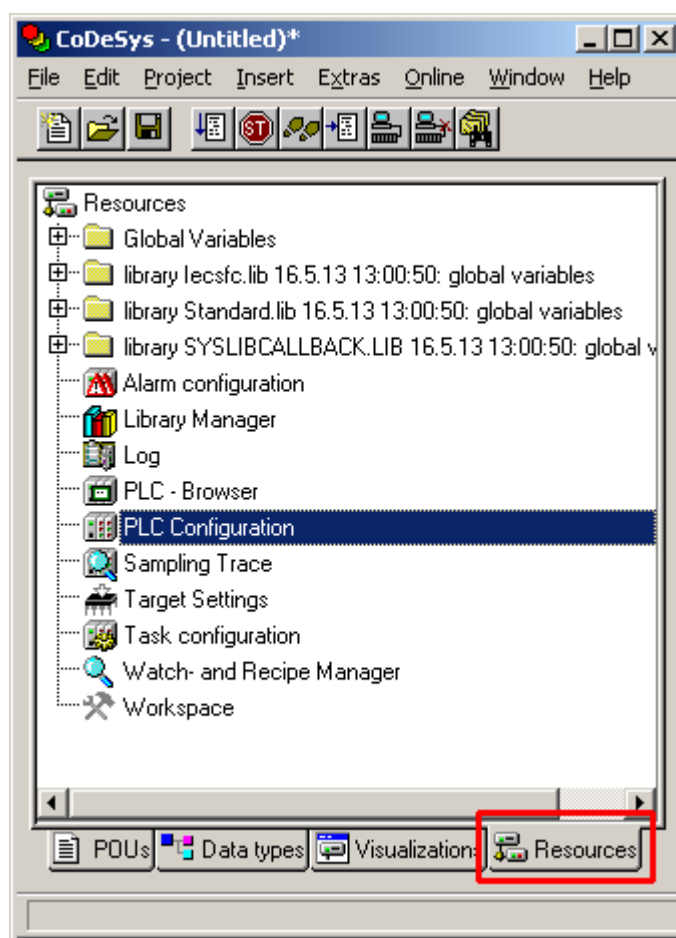 CoDeSys - (Untitled)*
File Edit Project Insert Extras Online Window Help
Resources
Global Variables
library Iecsfc.lib 16.5.13 13:00:50: global variables
library Standard.lib 16.5.13 13:00:50: global variables
library SYSLIBCALLBACK.LIB 16.5.13 13:00:50: global v
Alarm configuration
Library Manager
Log
PLC - Browser
PLC Configuration
Sampling Trace
Target Settings
Task configuration
Watch- and Recipe Manager
Workspace
POUs Data types Visualizations Resources